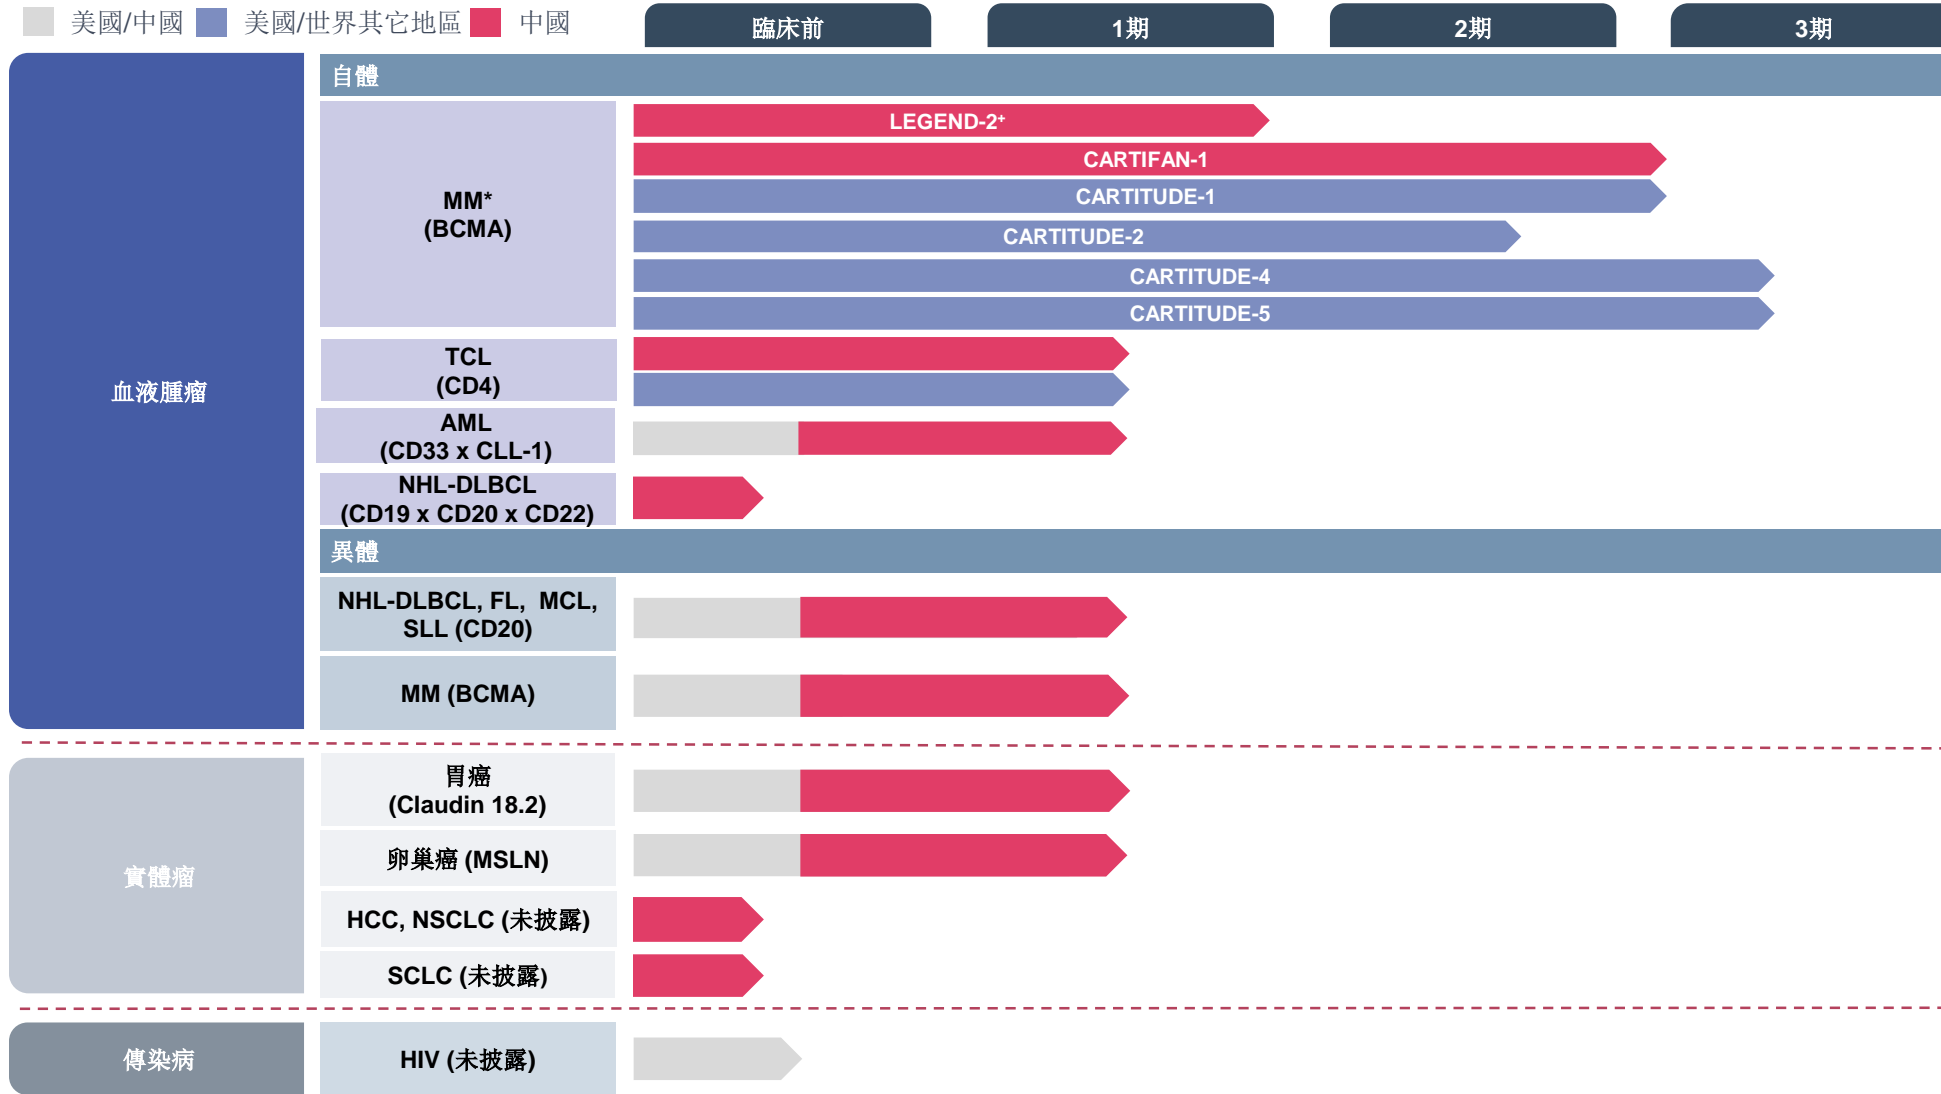 美國/中國 美國/世界其它地區 中國
臨床前 1期 2期 3期
血液腫瘤
自體
MM*
(BCMA)
LEGEND-2+
CARTIFAN-1
CARTITUDE-1
CARTITUDE-2
CARTITUDE-4
CARTITUDE-5
TCL
(CD4)
AML
(CD33 x CLL-1)
NHL-DLBCL
(CD19 x CD20 x CD22)
異體
NHL-DLBCL, FL, MCL,
SLL (CD20)
MM (BCMA)
實體瘤
胃癌
(Claudin 18.2)
卵巢癌 (MSLN)
HCC, NSCLC (未披露)
SCLC (未披露)
傳染病
HIV (未披露)